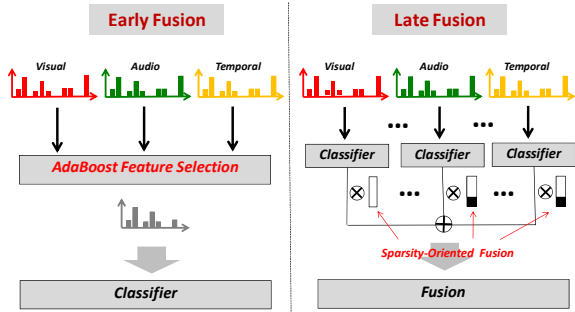 Early Fusion
Visual Audio Temporal
AdaBoost Feature Selection
Classifier
Late Fusion
Visual Audio Temporal
••• •••
Classifier Classifier Classifier
••• •••
Sparsity-Oriented Fusion
Fusion